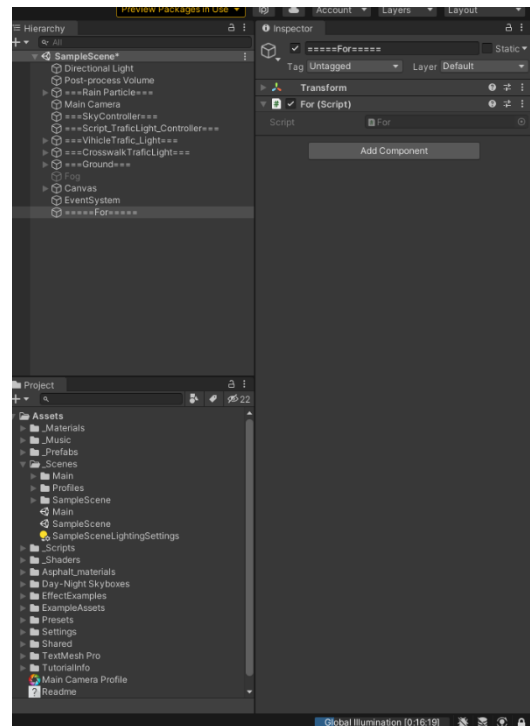 Preview Packages in Use
Account
Layers
Layout
Hierarchy
All
SampleScene*
Directional Light
Post-process Volume
===Rain Particle===
Main Camera
===SkyController===
===Script_TraficLight_Controller===
===VihicleTrafic_Light===
===CrosswalkTraficLight===
===Ground===
Fog
Canvas
EventSystem
=====For=====
Inspector
=====For=====
Static
Tag Untagged
Layer Default
Transform
For (Script)
Script
For
Add Component
Project
22
Assets
_Materials
_Music
_Prefabs
_Scenes
Main
Profiles
SampleScene
Main
SampleScene
SampleSceneLightingSettings
_Scripts
_Shaders
Asphalt_materials
Day-Night Skyboxes
EffectExamples
ExampleAssets
Presets
Settings
Shared
TextMesh Pro
TutorialInfo
Main Camera Profile
Readme
Global Illumination [0:16:19]